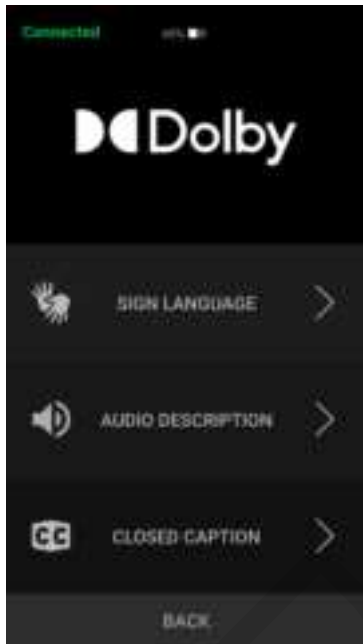 Connected
Dolby
SIGN LANGUAGE
AUDIO DESCRIPTION
CC
CLOSED CAPTION
BACK